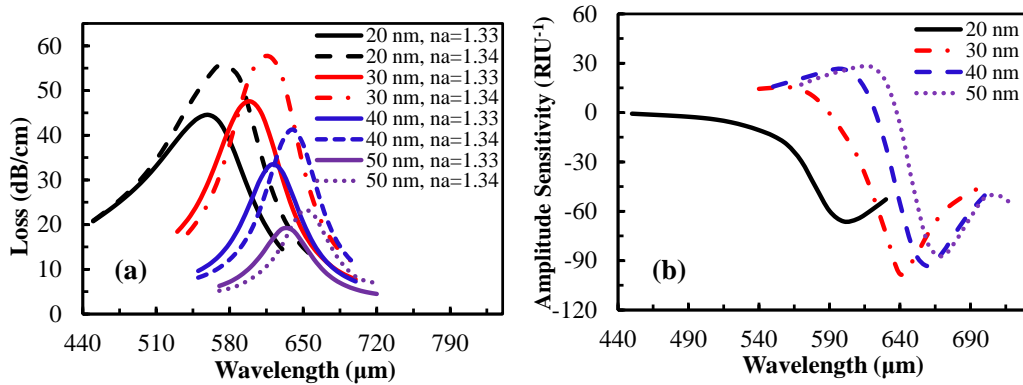 (a)
Loss (dB/cm)
60
50
40
30
20
10
0
440 510 580 650 720 790
Wavelength (µm)
20 nm, na=1.33
20 nm, na=1.34
30 nm, na=1.33
30 nm, na=1.34
40 nm, na=1.33
40 nm, na=1.34
50 nm, na=1.33
50 nm, na=1.34
(b)
Amplitude Sensitivity (RIU⁻¹)
60
30
0
-30
-60
-90
-120
440 490 540 590 640 690
Wavelength (µm)
20 nm
30 nm
40 nm
50 nm